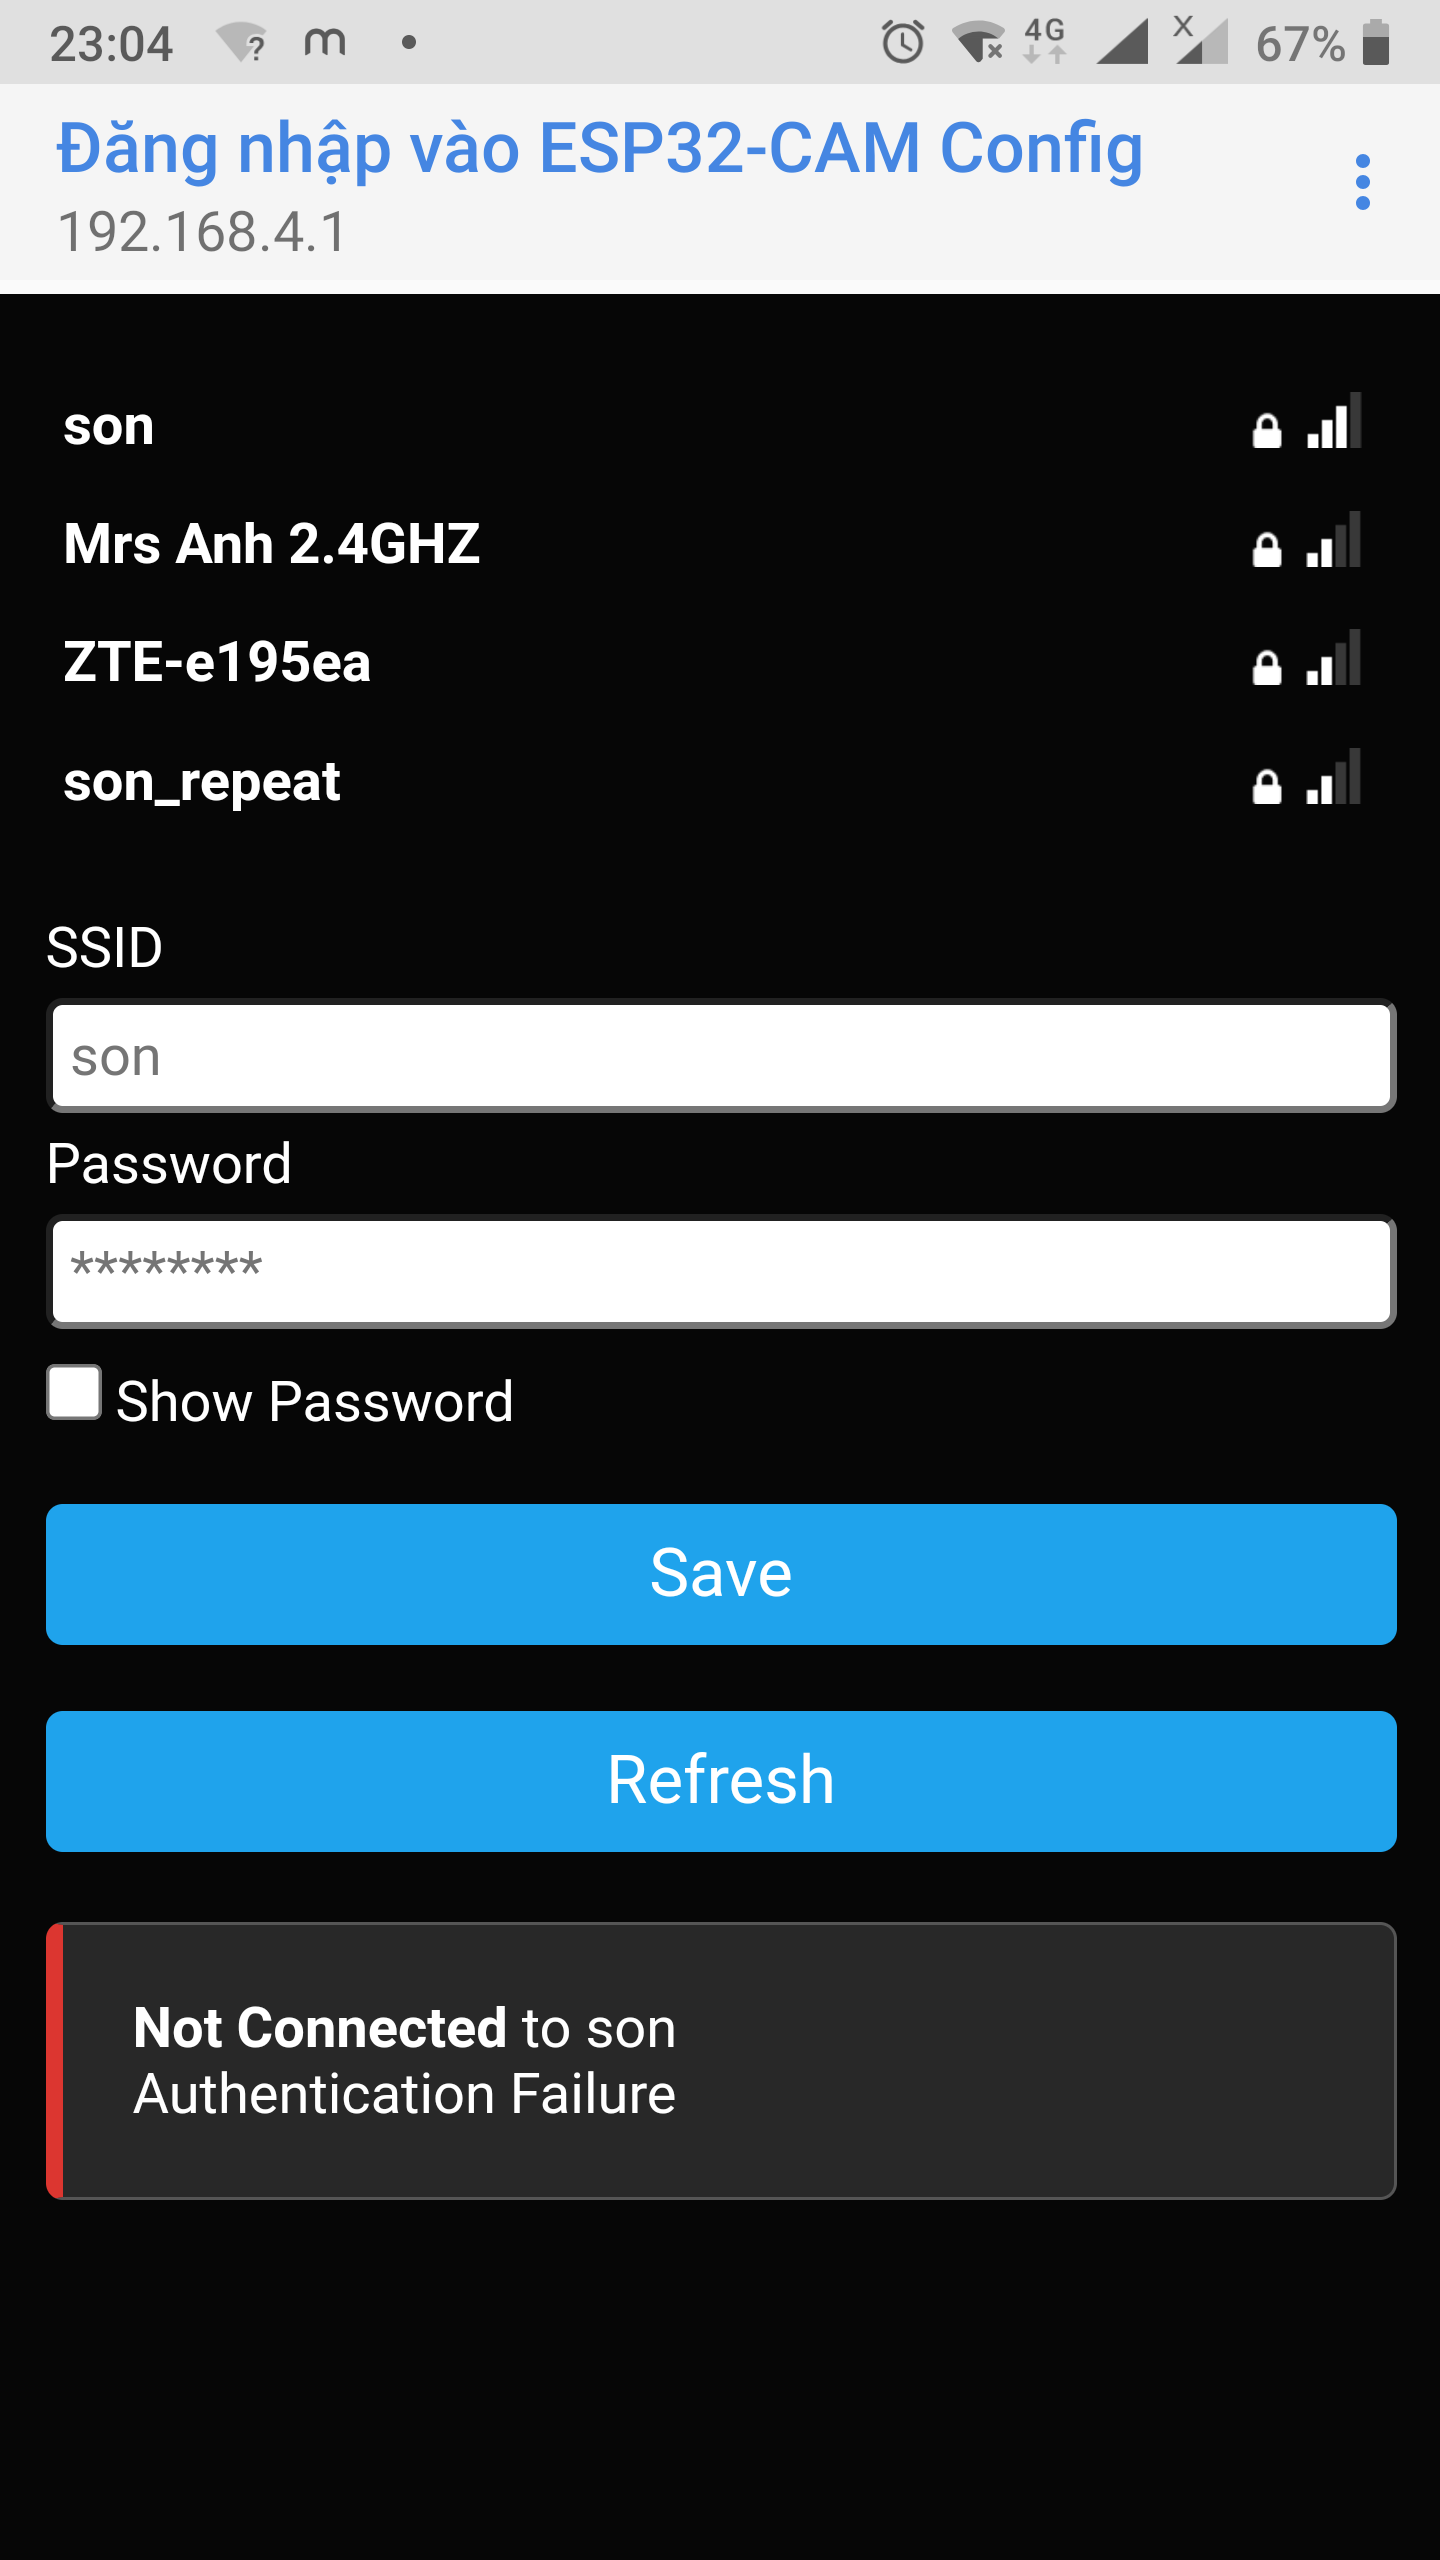 23:04
4G
67%
Đăng nhập vào ESP32-CAM Config
192.168.4.1
son
Mrs Anh 2.4GHZ
ZTE-e195ea
son_repeat
SSID
son
Password
********
Show Password
Save
Refresh
Not Connected to son
Authentication Failure